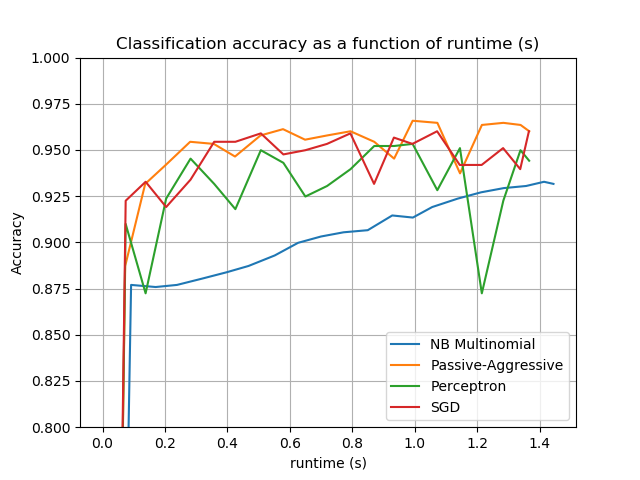 Classification accuracy as a function of runtime (s)
1.000
0.975
0.950
0.925
0.900
0.875
0.850
0.825
0.800
Accuracy
NB Multinomial
Passive-Aggressive
Perceptron
SGD
0.0 0.2 0.4 0.6 0.8 1.0 1.2 1.4
runtime (s)